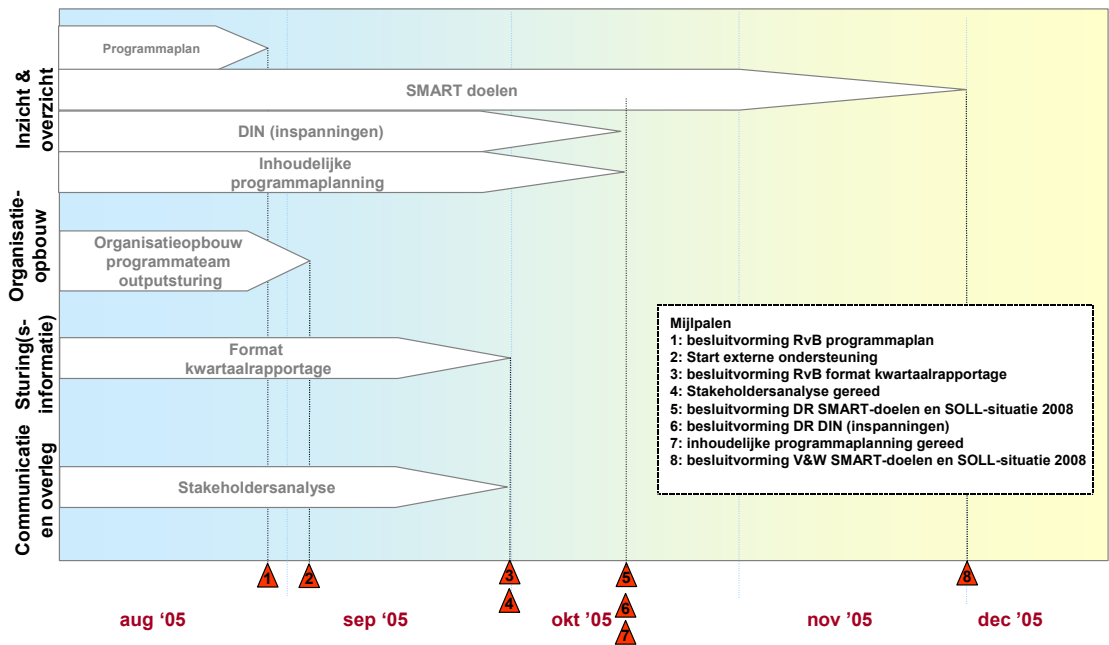 Inzicht &
overzicht
Programmaplan
SMART doelen
DIN (inspanningen)
Inhoudelijke
programmaplanning
Organisatie-
opbouw
Organisatieopbouw
programmateam
outputsturing
Sturing(s-
informatie)
Format
kwartaalrapportage
Communicatie
en overleg
Stakeholdersanalyse
Mijlpalen
1: besluitvorming RvB programmaplan
2: Start externe ondersteuning
3: besluitvorming RvB format kwartaalrapportage
4: Stakeholdersanalyse gereed
5: besluitvorming DR SMART-doelen en SOLL-situatie 2008
6: besluitvorming DR DIN (inspanningen)
7: inhoudelijke programmaplanning gereed
8: besluitvorming V&W SMART-doelen en SOLL-situatie 2008
1
2
3
4
5
6
7
8
aug ‘05
sep ‘05
okt ‘05
nov ‘05
dec ‘05